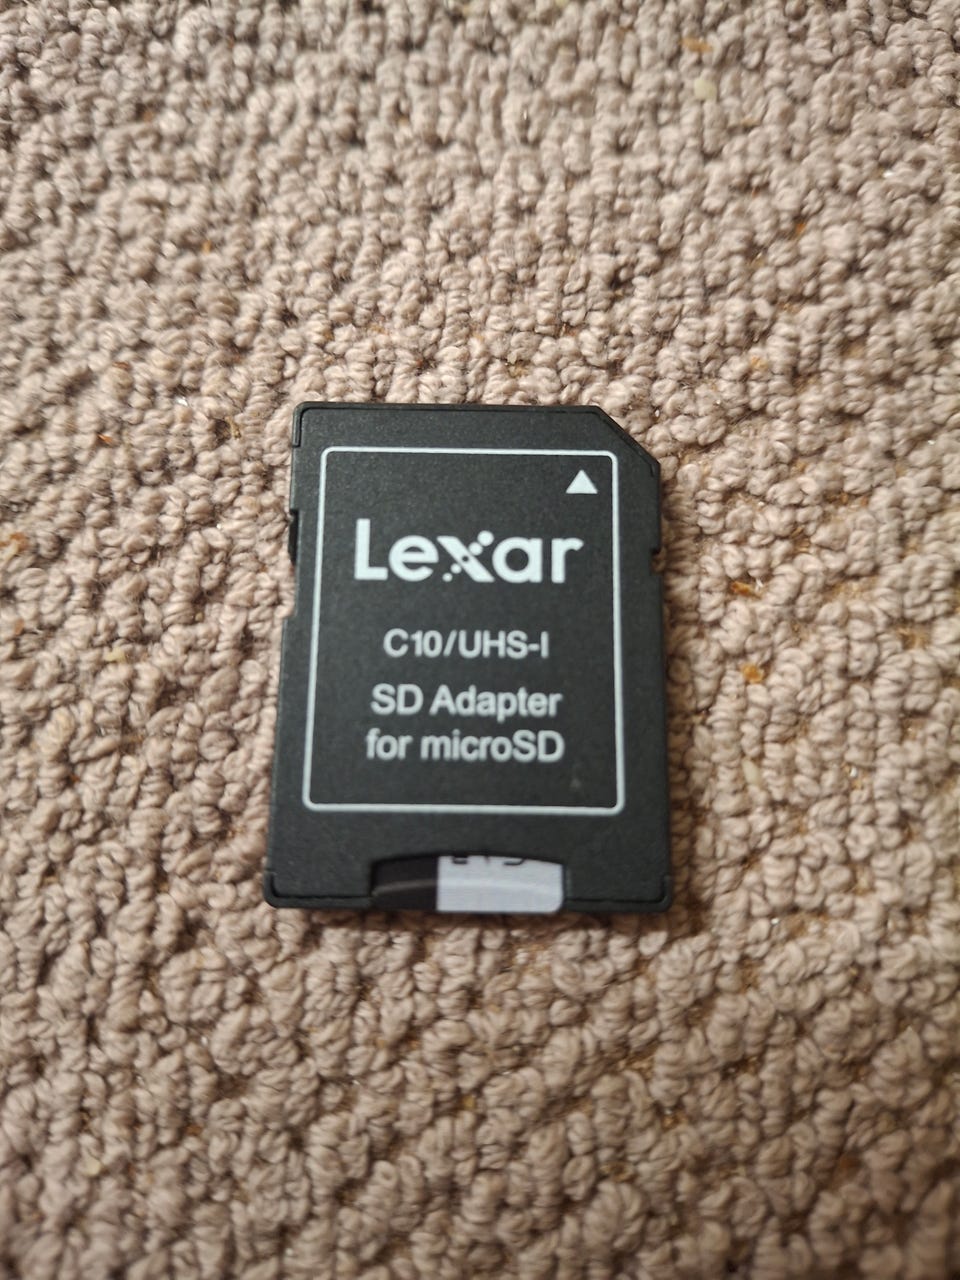 Lexar
C10/UHS-I
SD Adapter
for microSD